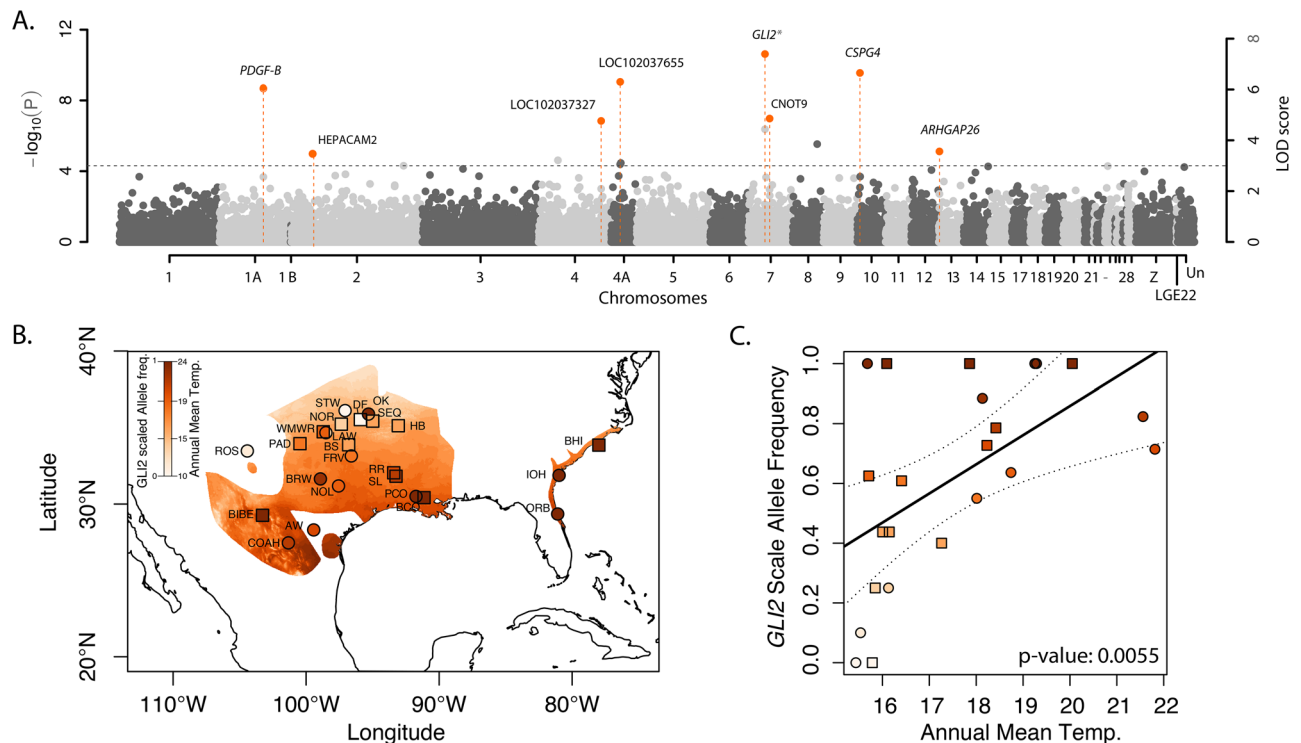 A.
12
8
4
0
−log10(P)
PDGF-B
HEPACAM2
LOC102037327
LOC102037655
GLI2*
CNOT9
CSPG4
ARHGAP26
8
6
4
2
0
LOD score
1 1A 1B 2 3 4 4A 5 6 7 8 9 10 11 12 13 14 15 17 18 19 20 21 - 28 Z Un
LGE22
Chromosomes
B.
40°N
30°N
20°N
Latitude
110°W 100°W 90°W 80°W
Longitude
GLI2 scaled Allele freq.
1
0
24
19
15
10
Annual Mean Temp.
STW
DF
OK
NOR
SEQ
WMWR
LAW
HB
PAD
BS
ROS
FRV
BHI
RR
BRW
SL
IOH
NOL
PCO
BCO
ORB
BIBE
AW
COAH
C.
1.0
0.8
0.6
0.4
0.2
0.0
GLI2 Scale Allele Frequency
p-value: 0.0055
16 17 18 19 20 21 22
Annual Mean Temp.